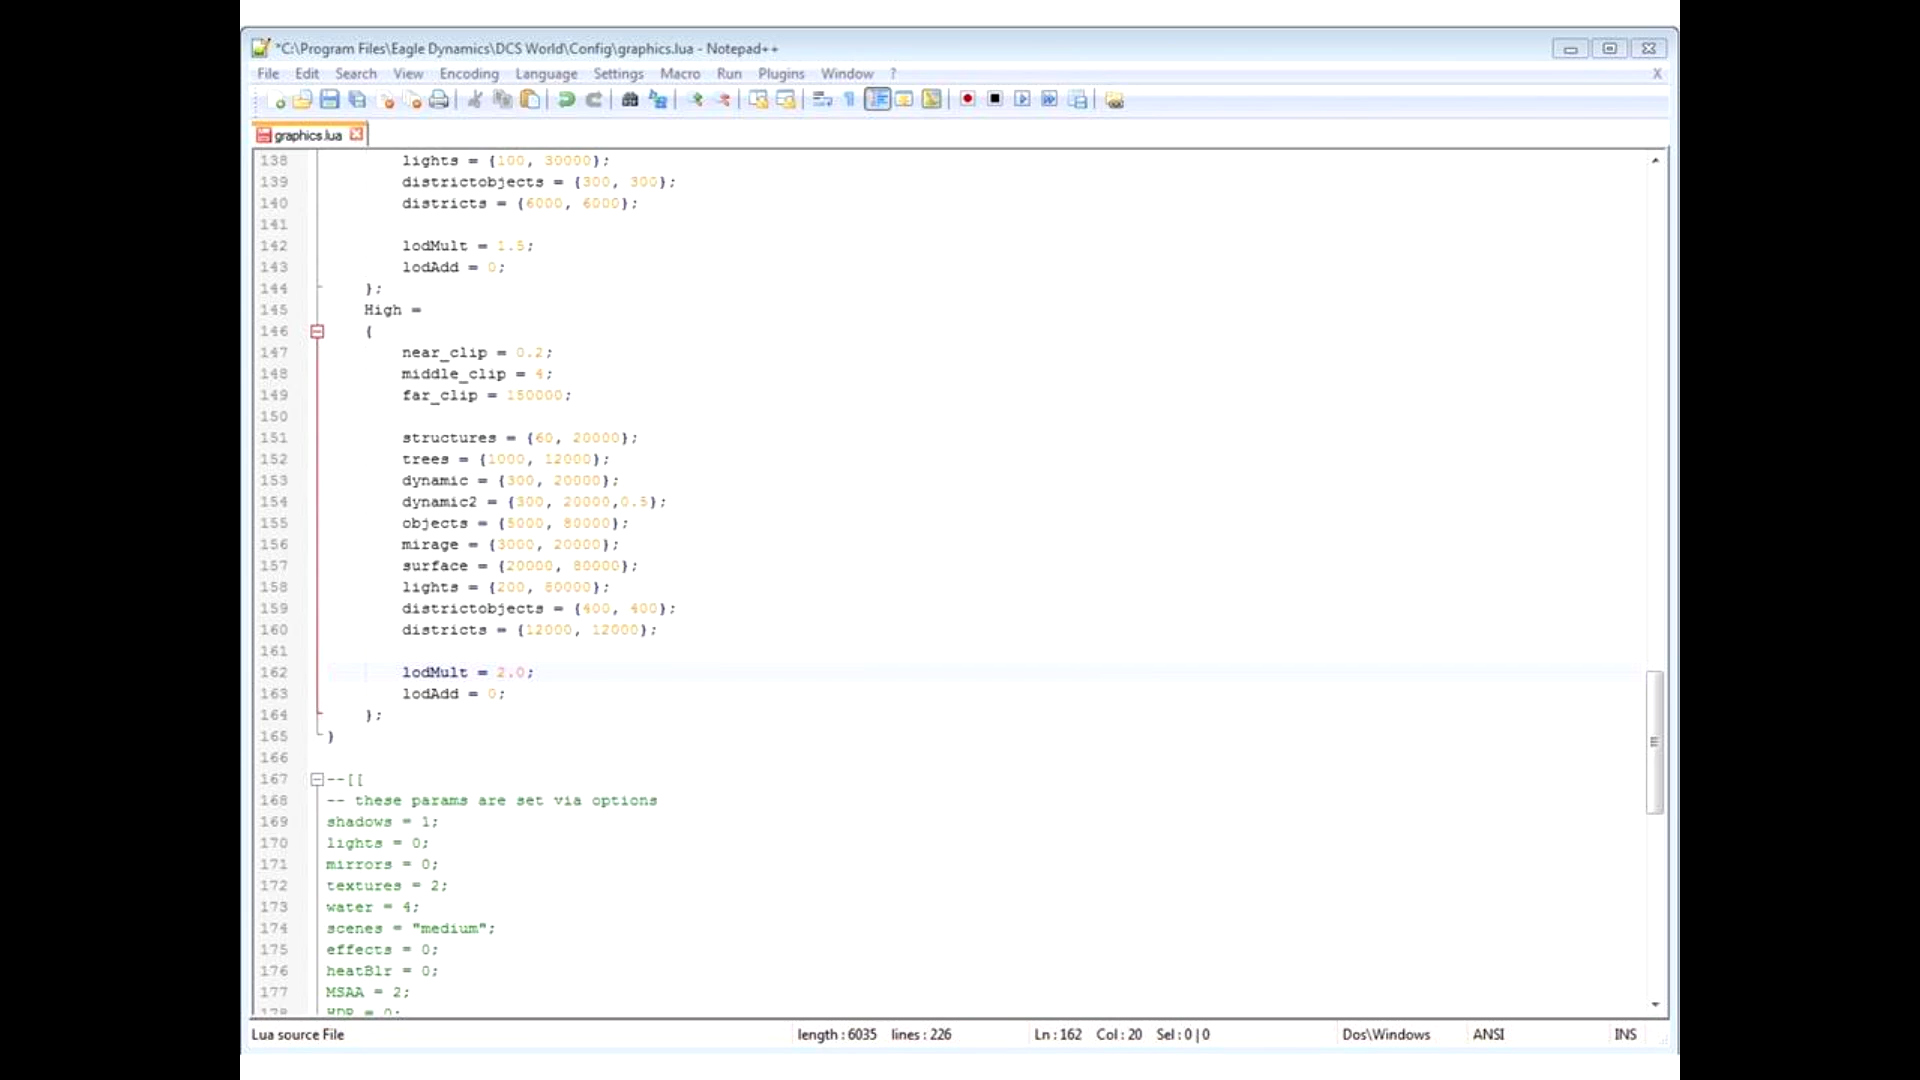 *C:\Program Files\Eagle Dynamics\DCS World\Config\graphics.lua - Notepad++
File Edit Search View Encoding Language Settings Macro Run Plugins Window ? X
graphics.lua
138 lights = {100, 30000};
139 districtobjects = {300, 300};
140 districts = {6000, 6000};
141
142 lodMult = 1.5;
143 lodAdd = 0;
144 };
145 High =
146 {
147 near_clip = 0.2;
148 middle_clip = 4;
149 far_clip = 150000;
150
151 structures = {60, 20000};
152 trees = {1000, 12000};
153 dynamic = {300, 20000};
154 dynamic2 = {300, 20000,0.5};
155 objects = {5000, 80000};
156 mirage = {3000, 20000};
157 surface = {20000, 80000};
158 lights = {200, 80000};
159 districtobjects = {400, 400};
160 districts = {12000, 12000};
161
162 lodMult = 2.0;
163 lodAdd = 0;
164 };
165 }
166
167 --[[
168 -- these params are set via options
169 shadows = 1;
170 lights = 0;
171 mirrors = 0;
172 textures = 2;
173 water = 4;
174 scenes = "medium";
175 effects = 0;
176 heatBlr = 0;
177 MSAA = 2;
178 HDR = 0;
Lua source File length : 6035 lines : 226 Ln : 162 Col : 20 Sel : 0 | 0 Dos\Windows ANSI INS